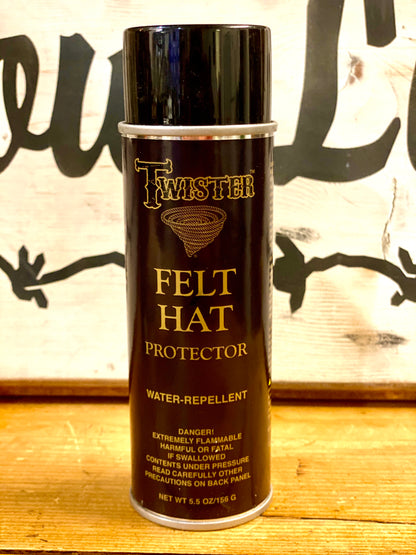 TWISTER™
FELT
HAT
PROTECTOR
WATER-REPELLENT
DANGER!
EXTREMELY FLAMMABLE
HARMFUL OR FATAL
IF SWALLOWED
CONTENTS UNDER PRESSURE
READ CAREFULLY OTHER
PRECAUTIONS ON BACK PANEL
NET WT 5.5 OZ/156 G